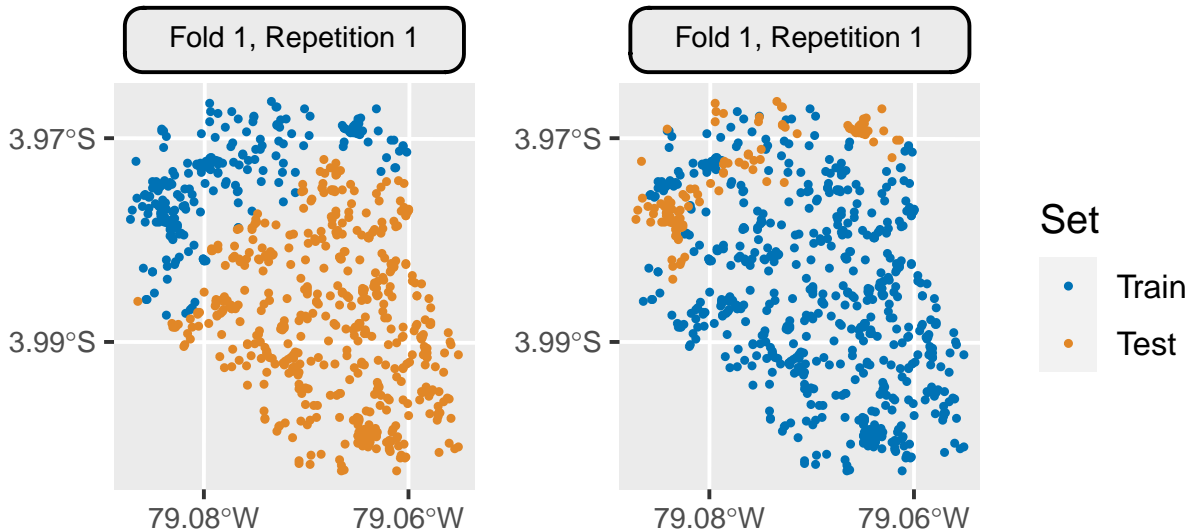 Fold 1, Repetition 1
Fold 1, Repetition 1
3.97°S
3.99°S
79.08°W
79.06°W
3.97°S
3.99°S
79.08°W
79.06°W
Set
Train
Test